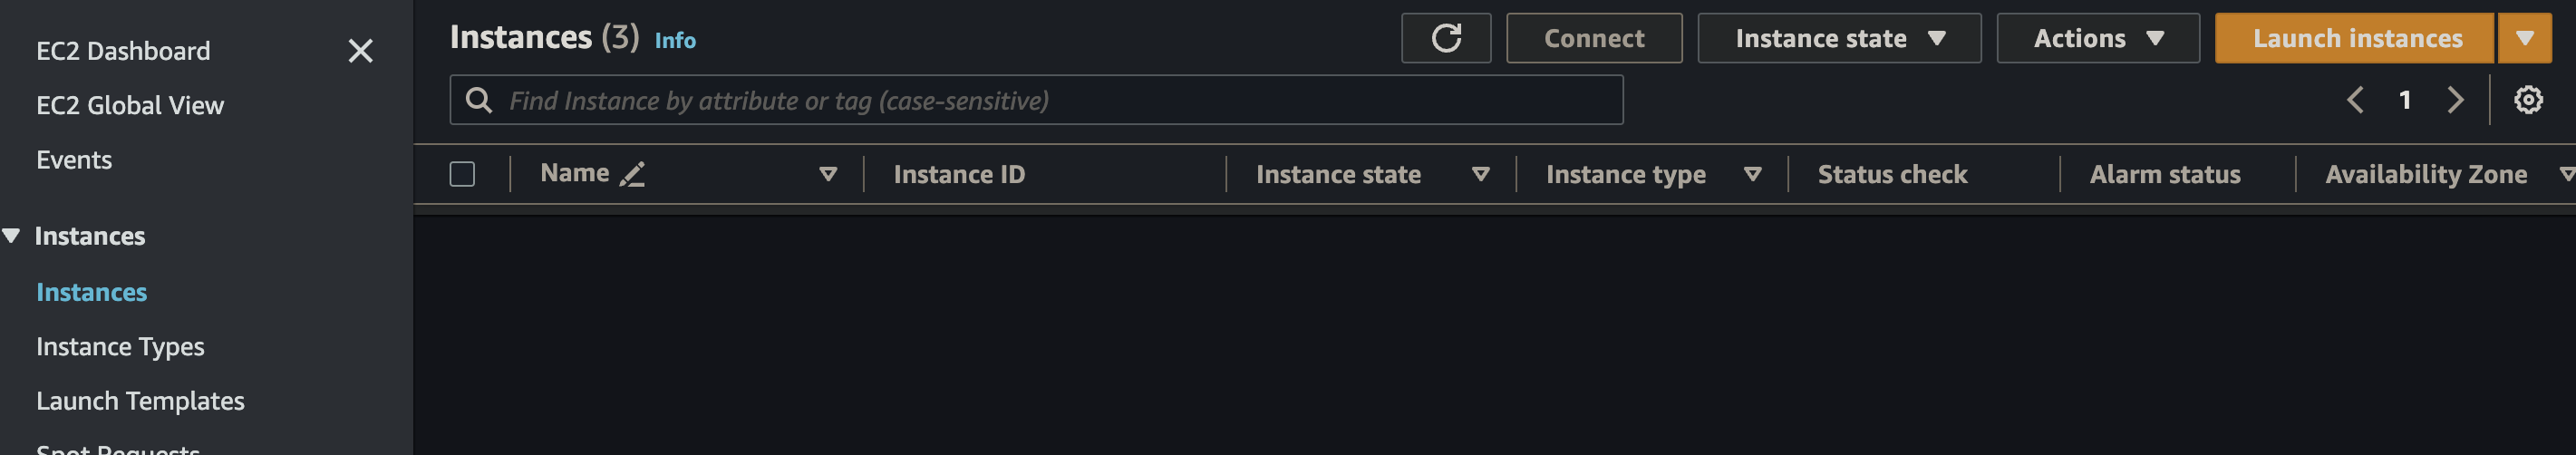 EC2 Dashboard
EC2 Global View
Events
Instances
Instances
Instance Types
Launch Templates
Spot Requests
Instances (3) Info
Connect
Instance state
Actions
Launch instances
Find Instance by attribute or tag (case-sensitive)
1
Name Instance ID Instance state Instance type Status check Alarm status Availability Zone